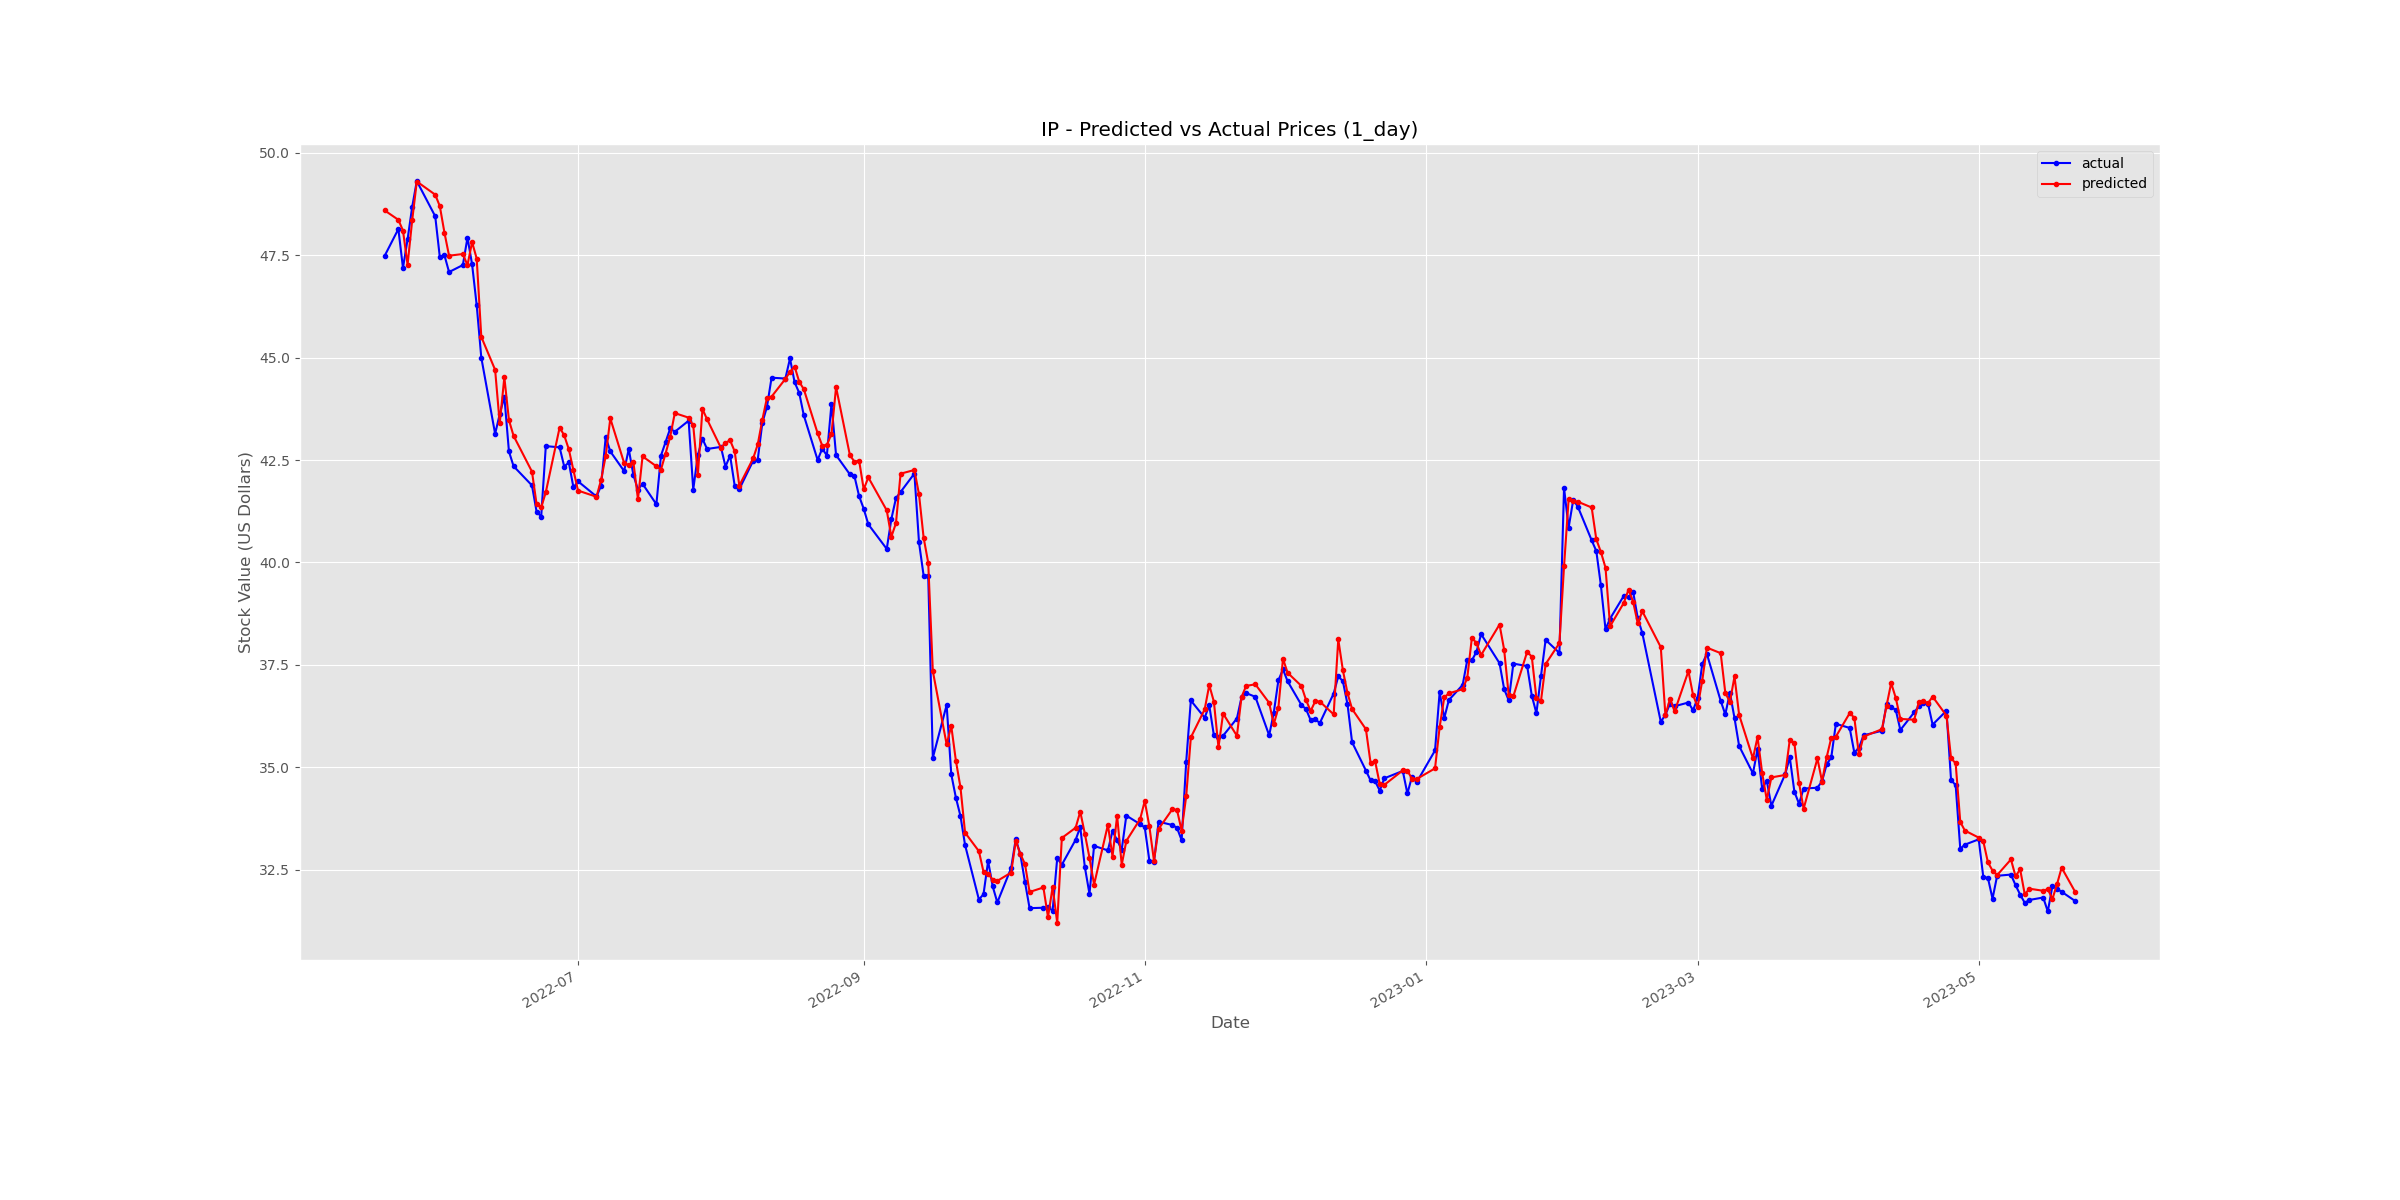 IP - Predicted vs Actual Prices (1_day)
actual
predicted
Stock Value (US Dollars)
50.0
47.5
45.0
42.5
40.0
37.5
35.0
32.5
2022-07
2022-09
2022-11
2023-01
2023-03
2023-05
Date